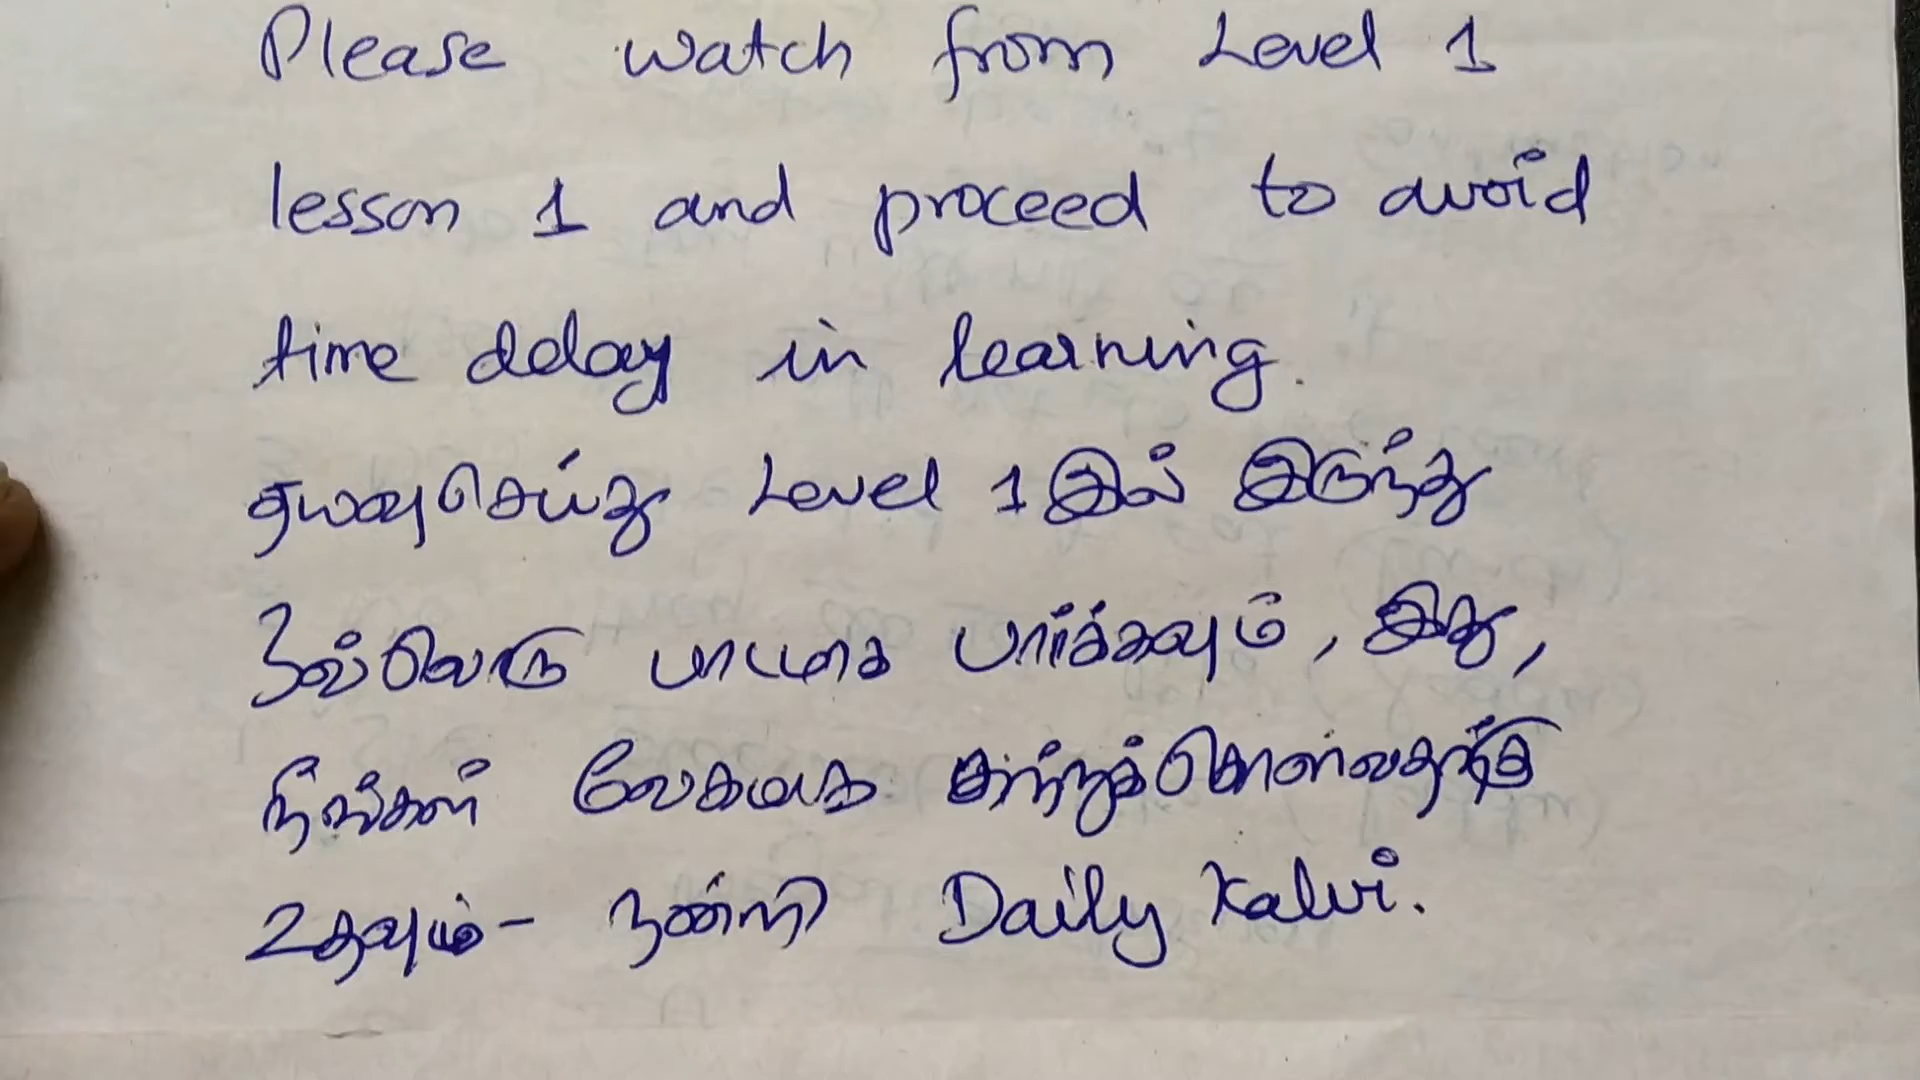 Please watch from Level 1
lesson 1 and proceed to avoid
time delay in learning.
தயவுசெய்து Level 1இல் இருந்து
ஒவ்வெரு பாடமாக பார்க்கவும், இது,
நீங்கள் வேகமாக கற்றுக்கொள்வதற்கு
உதவும் - நன்றி Daily Kalvi.